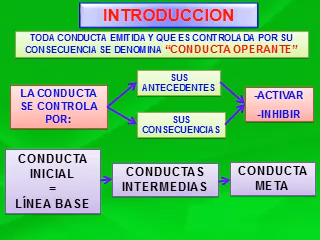 INTRODUCCION
TODA CONDUCTA EMITIDA Y QUE ES CONTROLADA POR SU
CONSECUENCIA SE DENOMINA “CONDUCTA OPERANTE”
LA CONDUCTA
SE CONTROLA
POR:
SUS
ANTECEDENTES
SUS
CONSECUENCIAS
-ACTIVAR
-INHIBIR
CONDUCTA
INICIAL
=
LÍNEA BASE
CONDUCTAS
INTERMEDIAS
CONDUCTA
META